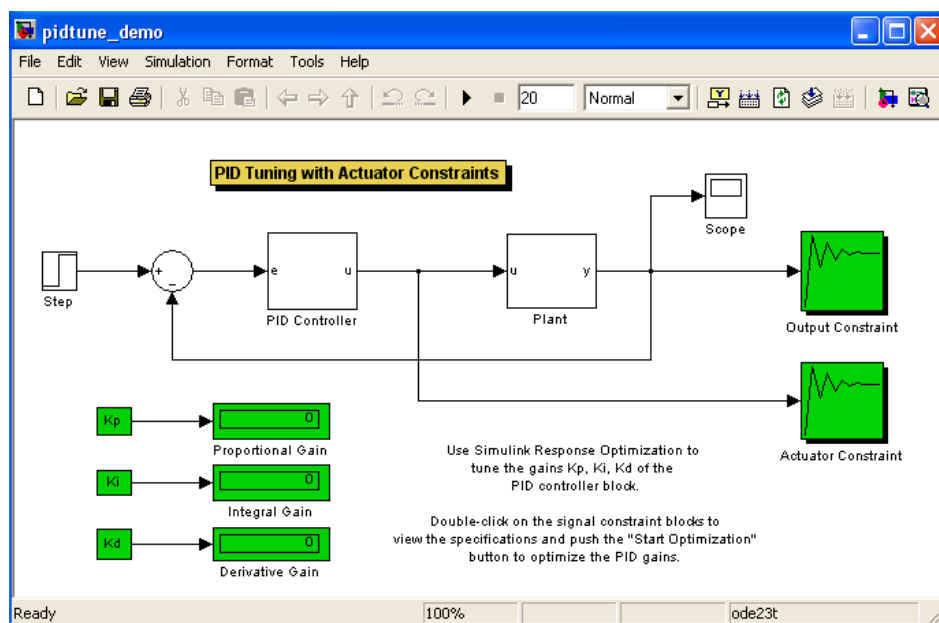 pidtune_demo
File Edit View Simulation Format Tools Help
20 Normal
PID Tuning with Actuator Constraints
Scope
+
−
e u
u y
Step
PID Controller
Plant
Output Constraint
Kp 0
Proportional Gain
Ki 0
Integral Gain
Kd 0
Derivative Gain
Actuator Constraint
Use Simulink Response Optimization to
tune the gains Kp, Ki, Kd of the
PID controller block.
Double-click on the signal constraint blocks to
view the specifications and push the "Start Optimization"
button to optimize the PID gains.
Ready 100% ode23t